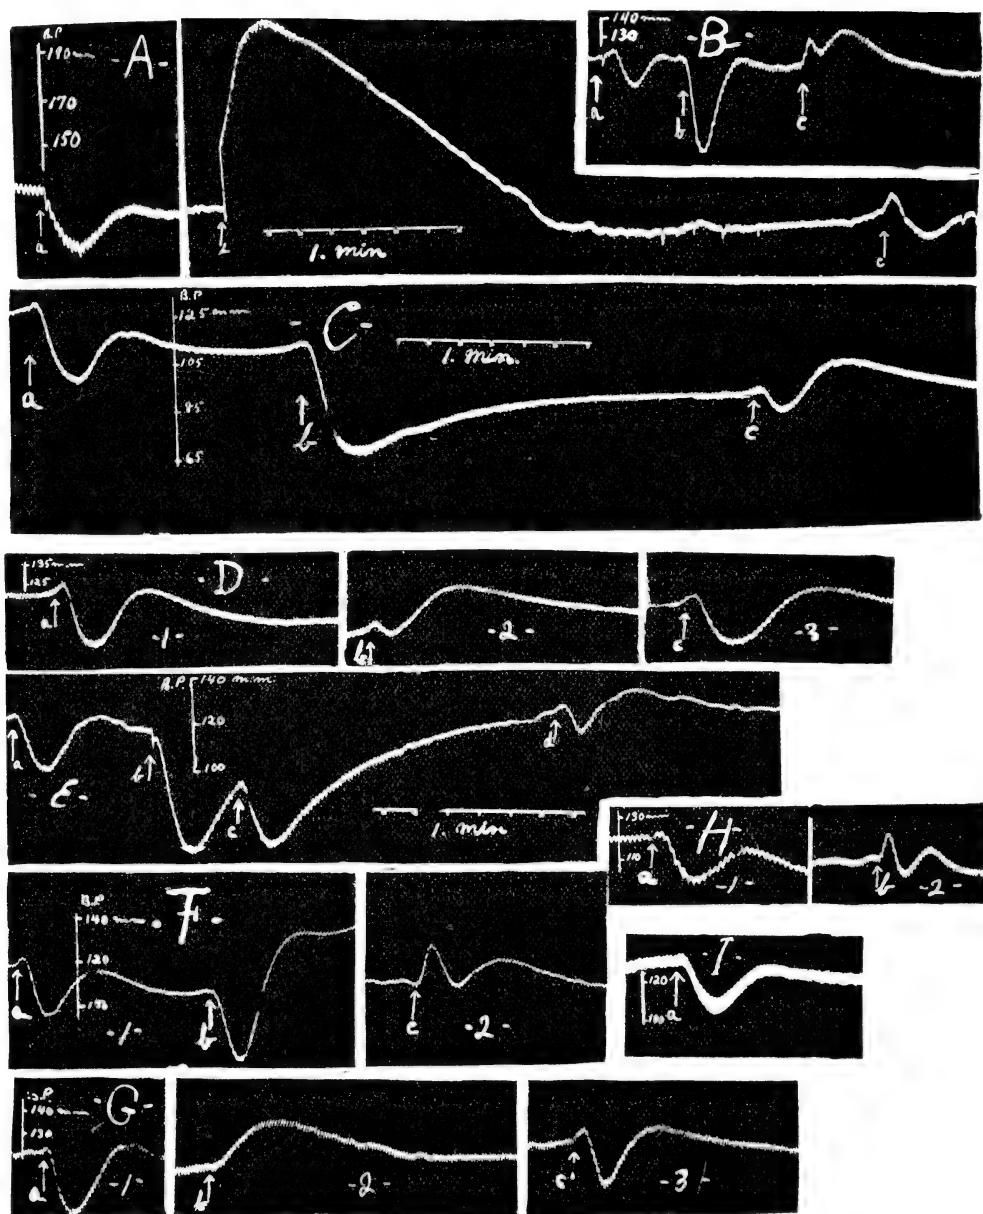 B.P
190 mm
170
150
- A -
a
1. min
c
140 mm
130
- B -
a
b
c
B.P
125 mm
105
85
65
- C -
1. min.
a
b
c
135 mm
125
- D -
a
- 1 -
b
- 2 -
c
- 3 -
B.P
140 m.m.
120
100
a
b
c
d
- E -
1. min
130
110
- H -
a
- 1 -
b
- 2 -
B.P
140 mm.
120
100
F
a
- 1 -
b
c
- 2 -
- I -
120
100
a
B.P
140 mm
130
- G -
a
- 1 -
b
- 2 -
c
- 3 -